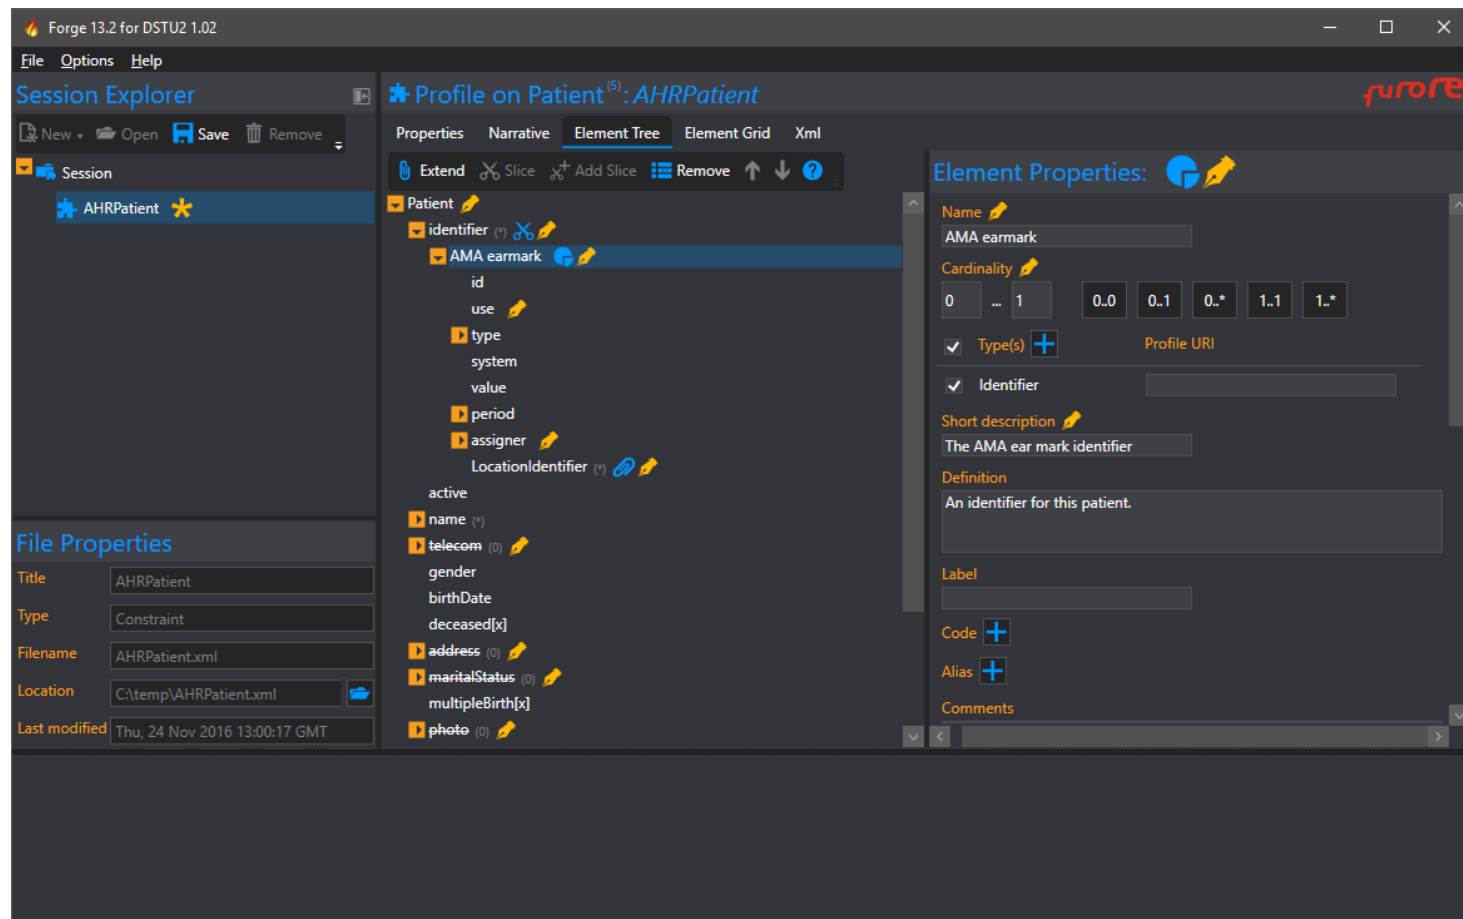 Forge 13.2 for DSTU2 1.02
File Options Help
Session Explorer
New Open Save Remove
Session
AHRPatient
File Properties
Title AHRPatient
Type Constraint
Filename AHRPatient.xml
Location C:\temp\AHRPatient.xml
Last modified Thu, 24 Nov 2016 13:00:17 GMT
Profile on Patient(5): AHRPatient
furore
Properties Narrative Element Tree Element Grid Xml
Extend Slice Add Slice Remove ?
Patient
identifier (*)
AMA earmark
id
use
type
system
value
period
assigner
LocationIdentifier (*)
active
name (*)
telecom (0)
gender
birthDate
deceased[x]
address (0)
maritalStatus (0)
multipleBirth[x]
photo (0)
Element Properties:
Name
AMA earmark
Cardinality
0 ... 1 0..0 0..1 0..* 1..1 1..*
Type(s) Profile URI
Identifier
Short description
The AMA ear mark identifier
Definition
An identifier for this patient.
Label
Code
Alias
Comments